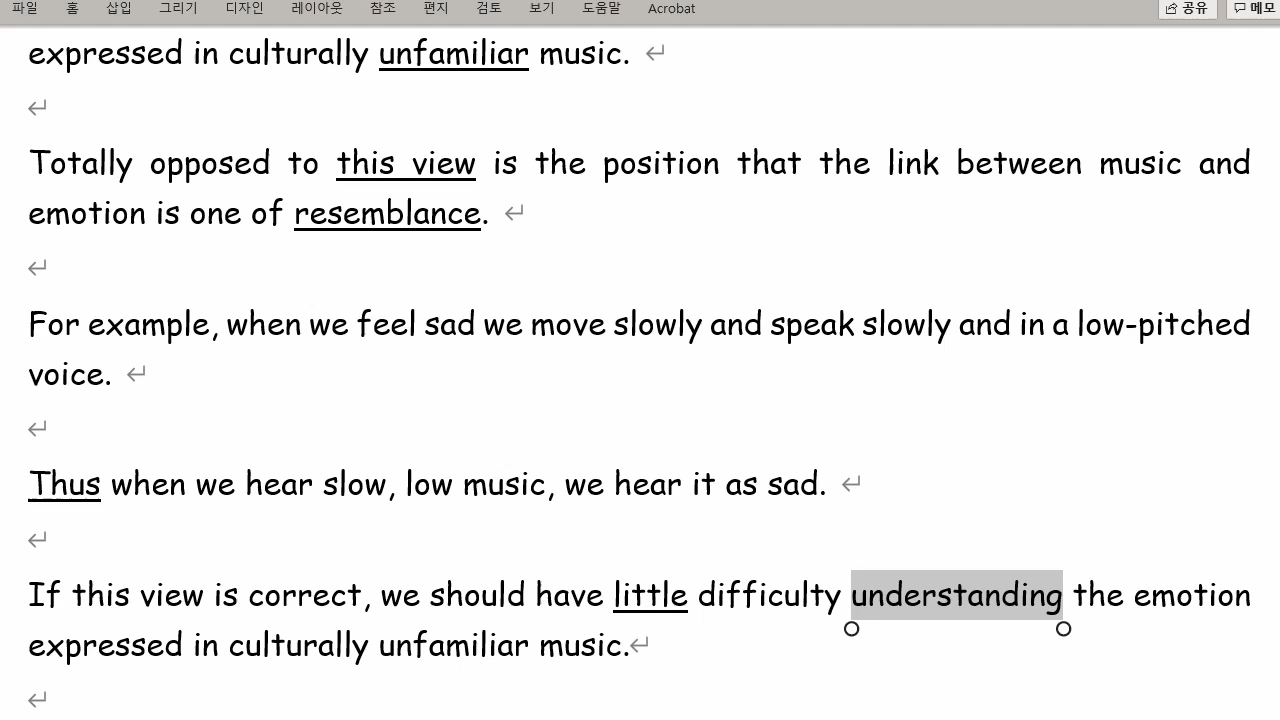 파일 홈 삽입 그리기 디자인 레이아웃 참조 편지 검토 보기 도움말 Acrobat 공유 메모
expressed in culturally unfamiliar music.
Totally opposed to this view is the position that the link between music and
emotion is one of resemblance.
For example, when we feel sad we move slowly and speak slowly and in a low-pitched
voice.
Thus when we hear slow, low music, we hear it as sad.
If this view is correct, we should have little difficulty understanding the emotion
expressed in culturally unfamiliar music.